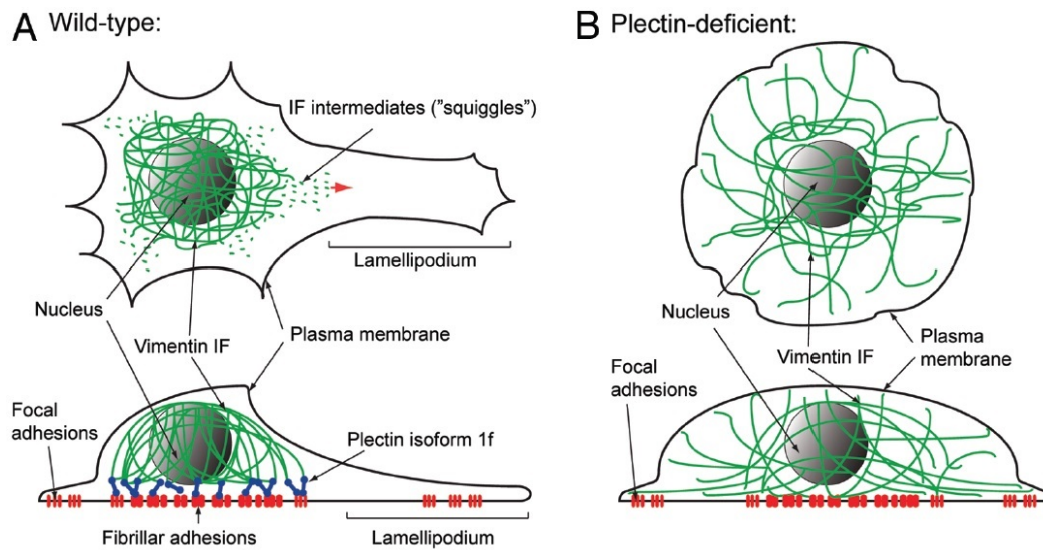 A Wild-type:
IF intermediates ("squiggles")
Lamellipodium
Nucleus
Vimentin IF
Plasma membrane
Focal
adhesions
Plectin isoform 1f
Fibrillar adhesions
Lamellipodium
B Plectin-deficient:
Nucleus
Vimentin IF
Plasma
membrane
Focal
adhesions